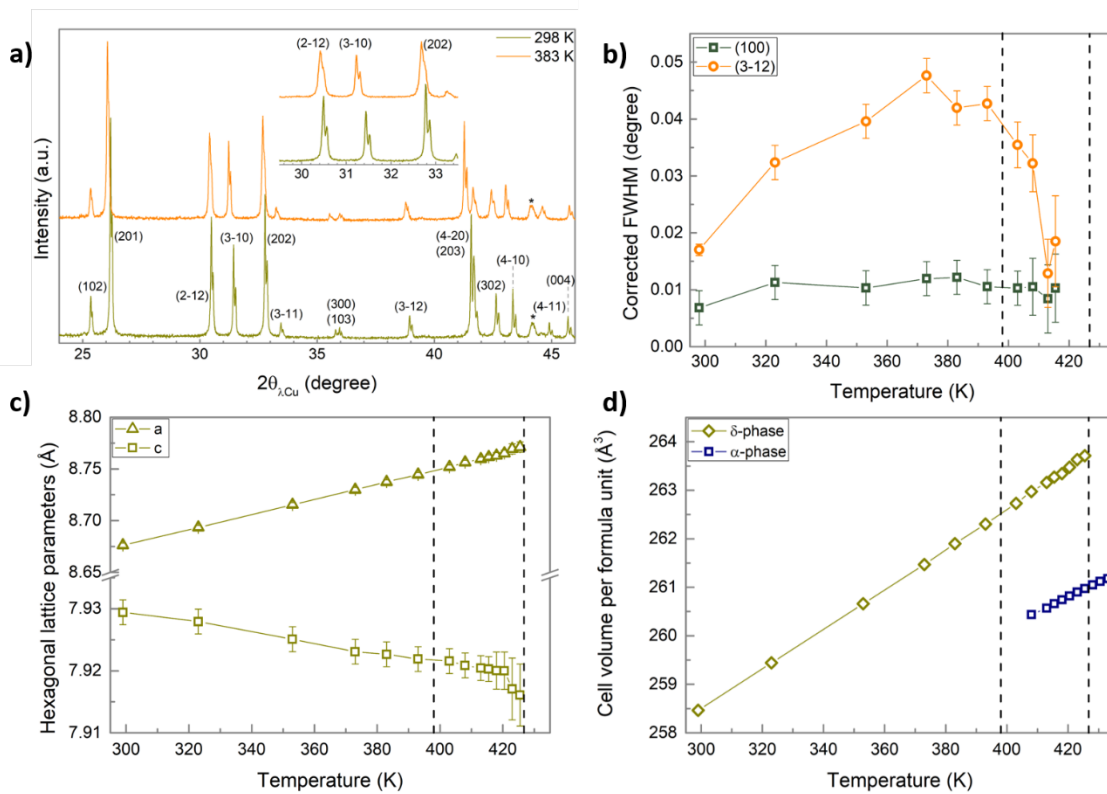 a)
298 K
383 K
(2-12) (3-10) (202)
30 31 32 33
(201)
(102)
(2-12)
(3-10)
(202)
(3-11)
(300)
(103)
(3-12)
(4-20)
(203)
(302)
(4-10)
*
*
(4-11)
(004)
Intensity (a.u.)
25 30 35 40 45
2θλCu (degree)
b)
(100)
(3-12)
Corrected FWHM (degree)
0.05
0.04
0.03
0.02
0.01
0.00
300 320 340 360 380 400 420
Temperature (K)
c)
a
c
Hexagonal lattice parameters (Å)
8.80
8.75
8.70
8.65
7.93
7.92
7.91
300 320 340 360 380 400 420
Temperature (K)
d)
δ-phase
α-phase
Cell volume per formula unit (Å³)
264
263
262
261
260
259
258
300 320 340 360 380 400 420
Temperature (K)